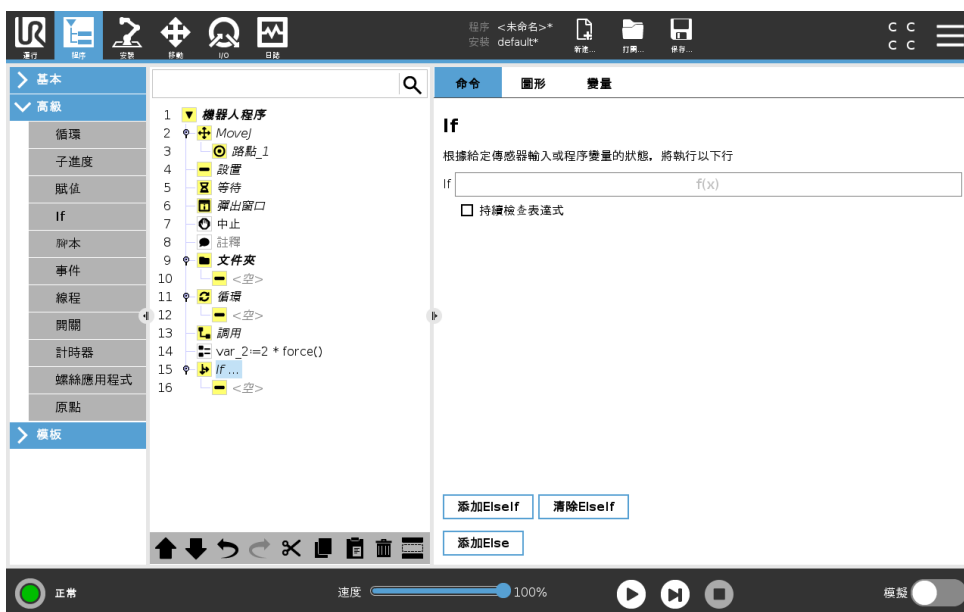 UR
運行
程序
安裝
移動
I/O
日誌
程序 <未命名>*
安裝 default*
新建...
打開...
保存...
C C
C C
基本
高級
循環
子進度
賦值
If
腳本
事件
線程
開關
計時器
螺絲應用程式
原點
模板
1 機器人程序
2 MoveJ
3 路點_1
4 設置
5 等待
6 彈出窗口
7 中止
8 註釋
9 文件夾
10 <空>
11 循環
12 <空>
13 調用
14 var_2:=2 * force()
15 If ...
16 <空>
命令 圖形 變量
If
根據給定傳感器輸入或程序變量的狀態，將執行以下行
If f(x)
持續檢查表達式
添加ElseIf 清除ElseIf
添加Else
正常
速度 100%
模擬